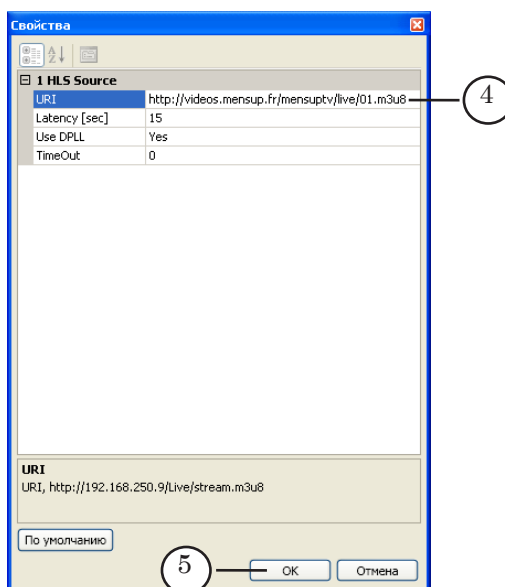 Свойства
1 HLS Source
URI http://videos.mensup.fr/mensuptv/live/01.m3u8
4
Latency [sec] 15
Use DPLL Yes
TimeOut 0
URI
URI, http://192.168.250.9/Live/stream.m3u8
По умолчанию
5
OK Отмена